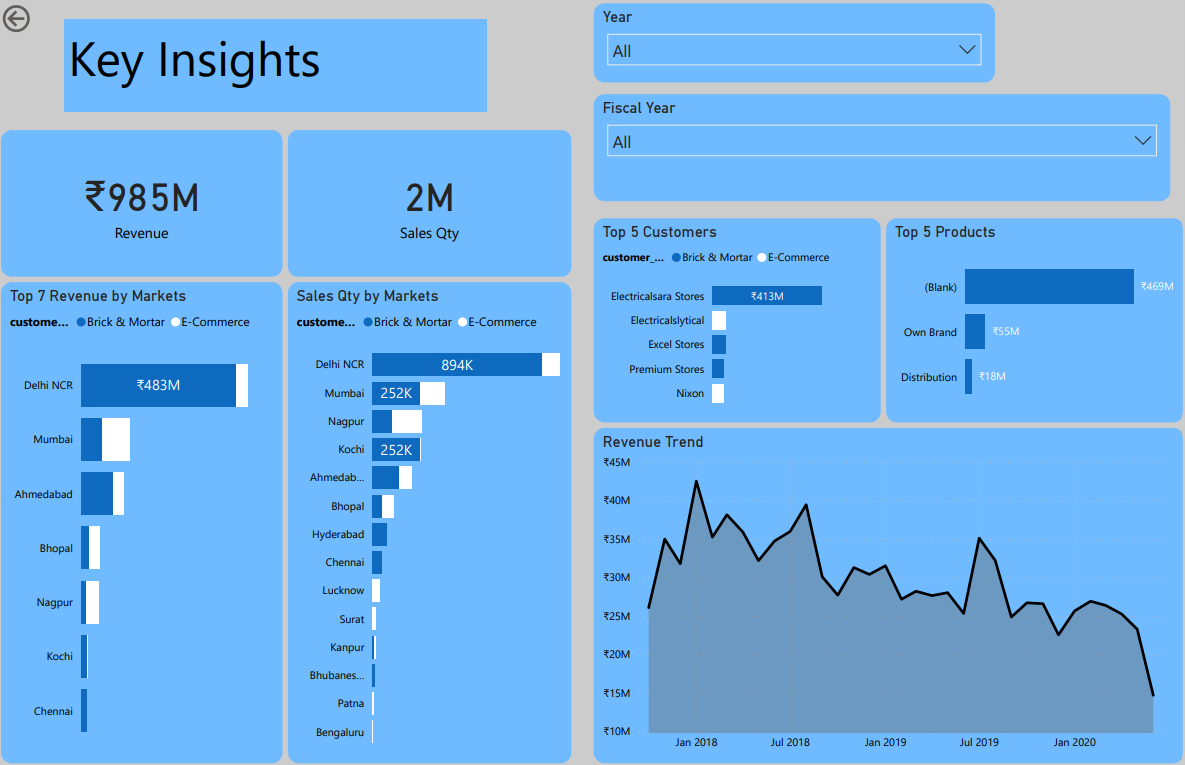 Key Insights
Year
All
Fiscal Year
All
₹985M
Revenue
2M
Sales Qty
Top 7 Revenue by Markets
custome... Brick & Mortar E-Commerce
Delhi NCR ₹483M
Mumbai
Ahmedabad
Bhopal
Nagpur
Kochi
Chennai
Sales Qty by Markets
custome... Brick & Mortar E-Commerce
Delhi NCR 894K
Mumbai 252K
Nagpur
Kochi 252K
Ahmedab...
Bhopal
Hyderabad
Chennai
Lucknow
Surat
Kanpur
Bhubanes...
Patna
Bengaluru
Top 5 Customers
customer_... Brick & Mortar E-Commerce
Electricalsara Stores ₹413M
Electricalslytical
Excel Stores
Premium Stores
Nixon
Top 5 Products
(Blank) ₹469M
Own Brand ₹55M
Distribution ₹18M
Revenue Trend
₹45M
₹40M
₹35M
₹30M
₹25M
₹20M
₹15M
₹10M
Jan 2018 Jul 2018 Jan 2019 Jul 2019 Jan 2020